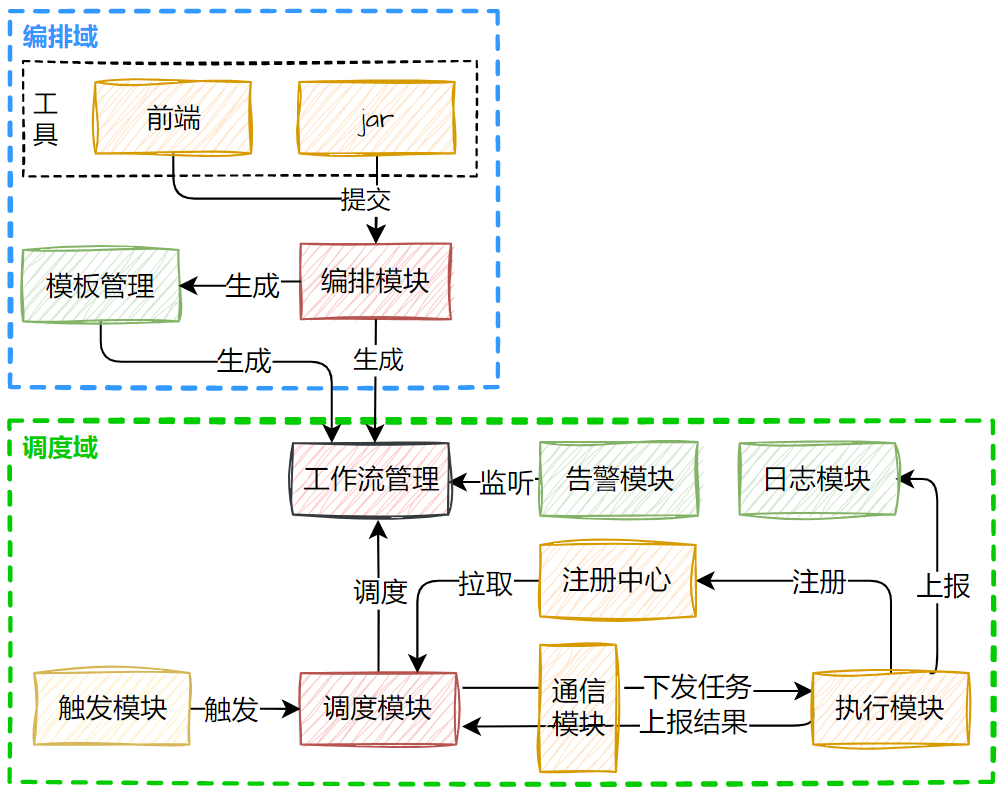 编排域
工
具
前端
jar
提交
模板管理
生成
编排模块
生成
生成
调度域
工作流管理
监听
告警模块
日志模块
调度
拉取
注册中心
注册
上报
触发模块
触发
调度模块
通信
模块
下发任务
上报结果
执行模块